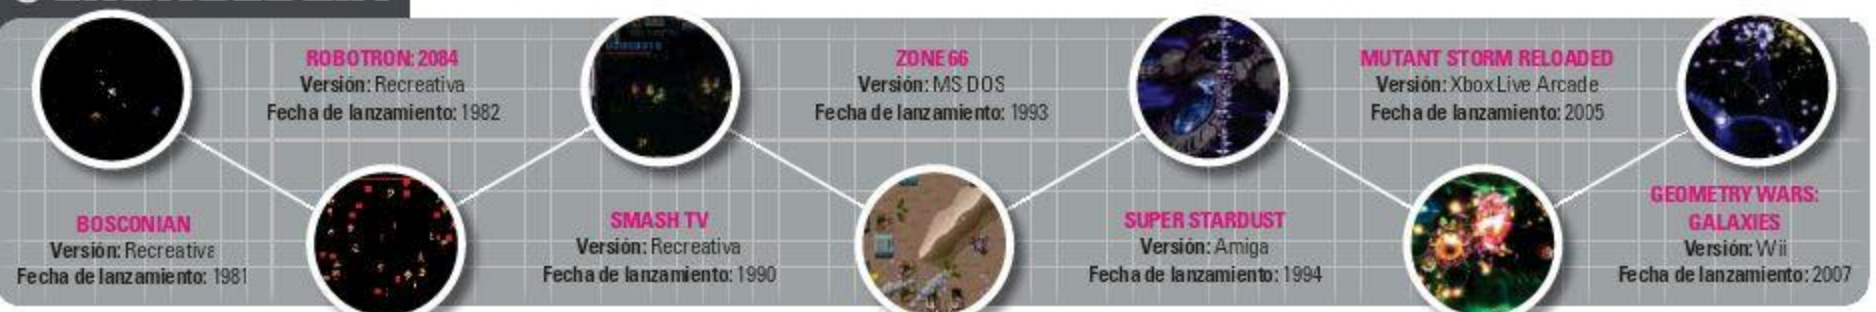 BOSCONIAN
Versión: Recreativa
Fecha de lanzamiento: 1981
ROBOTRON: 2084
Versión: Recreativa
Fecha de lanzamiento: 1982
SMASH TV
Versión: Recreativa
Fecha de lanzamiento: 1990
ZONE 66
Versión: MS DOS
Fecha de lanzamiento: 1993
SUPER STARDUST
Versión: Amiga
Fecha de lanzamiento: 1994
MUTANT STORM RELOADED
Versión: Xbox Live Arcade
Fecha de lanzamiento: 2005
GEOMETRY WARS:
GALAXIES
Versión: Wii
Fecha de lanzamiento: 2007